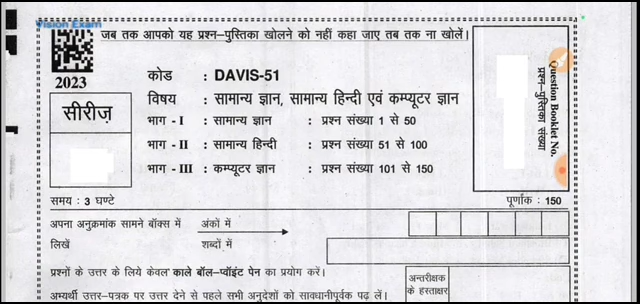 Vision Exam
जब तक आपको यह प्रश्न–पुस्तिका खोलने को नहीं कहा जाए तब तक ना खोलें।
2023
सीरीज़
कोड : DAVIS-51
विषय : सामान्य ज्ञान, सामान्य हिन्दी एवं कम्प्यूटर ज्ञान
भाग - I : सामान्य ज्ञान : प्रश्न संख्या 1 से 50
भाग - II : सामान्य हिन्दी : प्रश्न संख्या 51 से 100
भाग - III : कम्प्यूटर ज्ञान : प्रश्न संख्या 101 से 150
Question Booklet No.
प्रश्न-पुस्तिका संख्या
समय : 3 घण्टे
पूर्णांक : 150
अपना अनुक्रमांक सामने बॉक्स में अंकों में
लिखें शब्दों में
प्रश्नों के उत्तर के लिये केवल काले बॉल–प्वॉइंट पेन का प्रयोग करें।
अभ्यर्थी उत्तर–पत्रक पर उत्तर देने से पहले सभी अनुदेशों को सावधानीपूर्वक पढ़ लें।
अन्तरीक्षक
के हस्ताक्षर